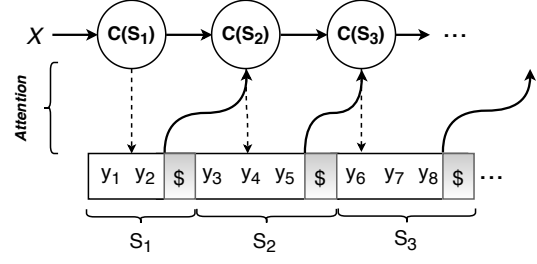 X C(S₁) C(S₂) C(S₃) ...
Attention
y₁ y₂ $ y₃ y₄ y₅ $ y₆ y₇ y₈ $ ...
S₁ S₂ S₃